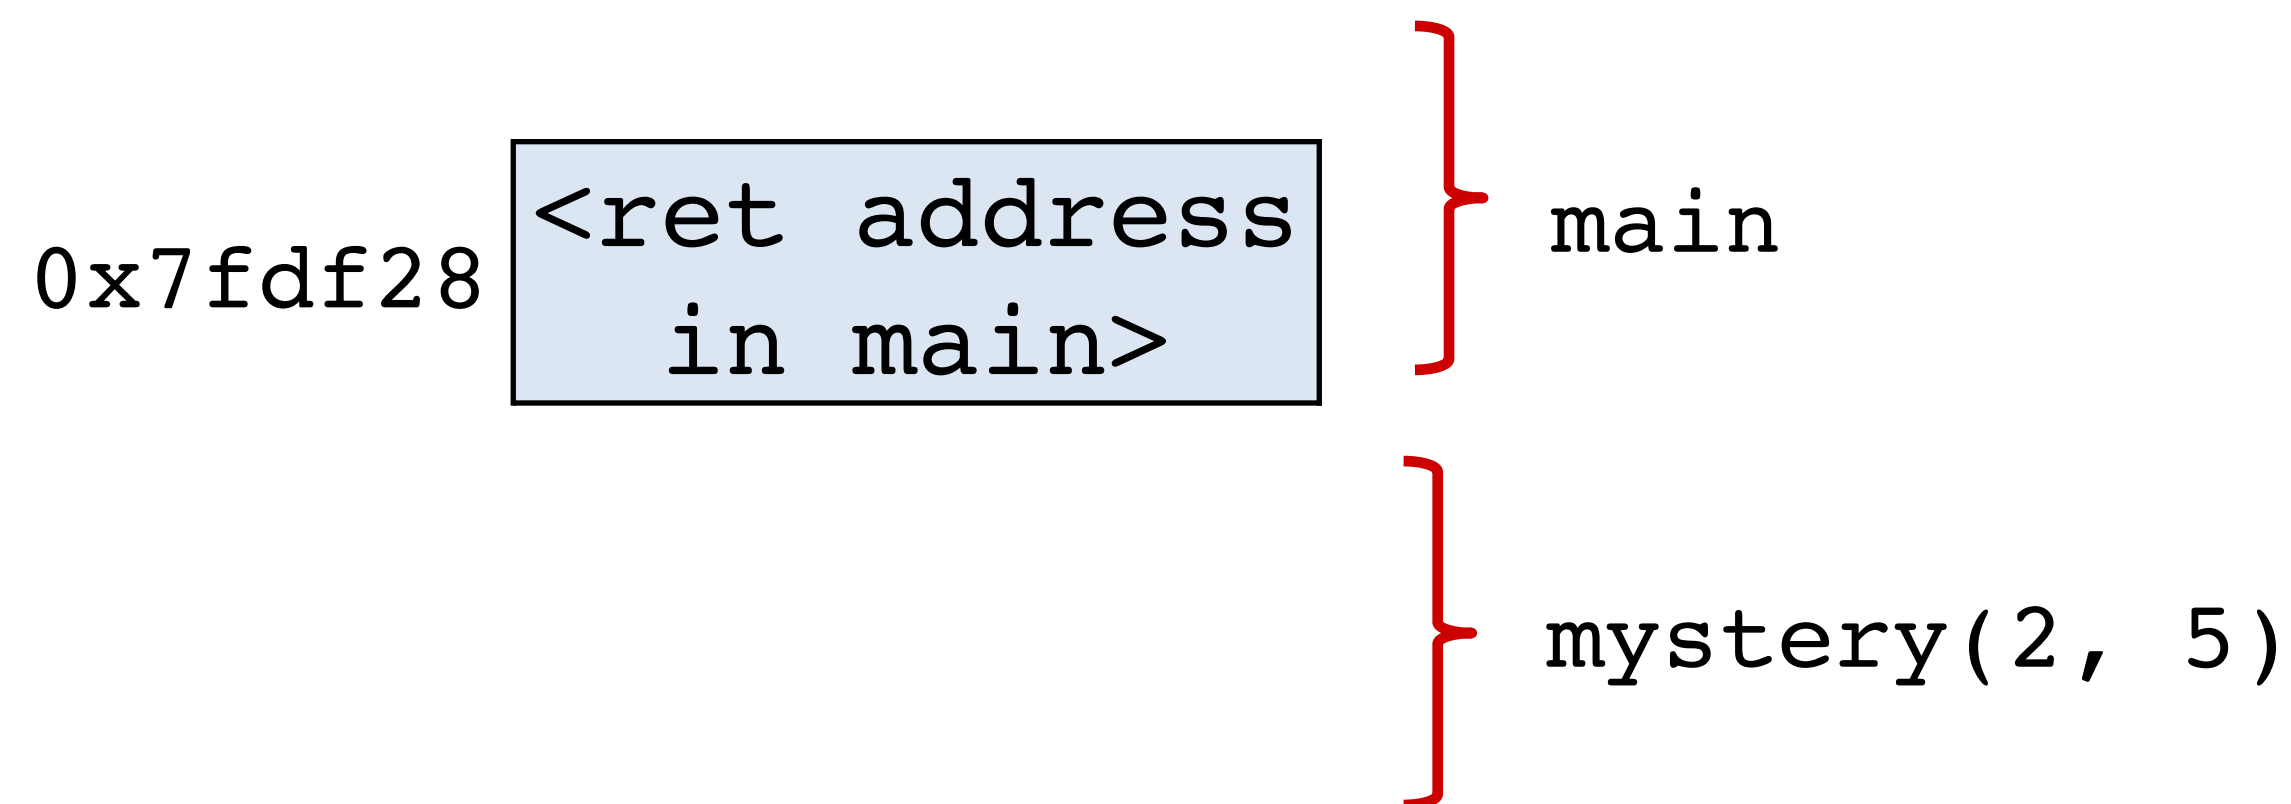 main
<ret address
0x7fdf28
in main>
mystery(2, 5)